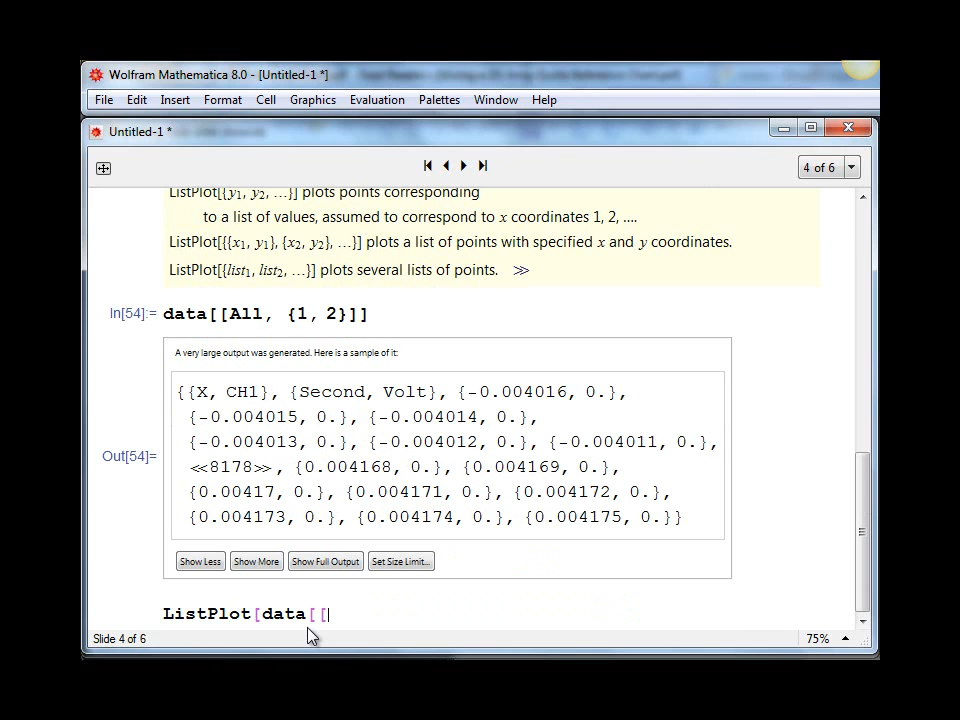 Wolfram Mathematica 8.0 - [Untitled-1 *]
File Edit Insert Format Cell Graphics Evaluation Palettes Window Help
Untitled-1 *
4 of 6
ListPlot[{y1, y2, …}] plots points corresponding
to a list of values, assumed to correspond to x coordinates 1, 2, ….
ListPlot[{{x1, y1}, {x2, y2}, …}] plots a list of points with specified x and y coordinates.
ListPlot[{list1, list2, …}] plots several lists of points. ≫
In[54]:= data[[All, {1, 2}]]
A very large output was generated. Here is a sample of it:
{{X, CH1}, {Second, Volt}, {-0.004016, 0.},
{-0.004015, 0.}, {-0.004014, 0.},
{-0.004013, 0.}, {-0.004012, 0.}, {-0.004011, 0.},
Out[54]=
≪8178≫, {0.004168, 0.}, {0.004169, 0.},
{0.00417, 0.}, {0.004171, 0.}, {0.004172, 0.},
{0.004173, 0.}, {0.004174, 0.}, {0.004175, 0.}}
Show Less Show More Show Full Output Set Size Limit...
ListPlot[data[[
Slide 4 of 6 75%